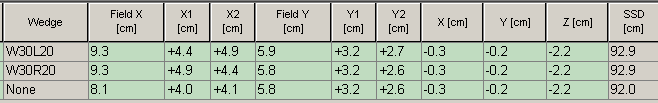 Wedge Field X [cm] X1 [cm] X2 [cm] Field Y [cm] Y1 [cm] Y2 [cm] X [cm] Y [cm] Z [cm] SSD [cm]
W30L20 9.3 +4.4 +4.9 5.9 +3.2 +2.7 -0.3 -0.2 -2.2 92.9
W30R20 9.3 +4.9 +4.4 5.8 +3.2 +2.6 -0.3 -0.2 -2.2 92.9
None 8.1 +4.0 +4.1 5.8 +3.2 +2.6 -0.3 -0.2 -2.2 92.0